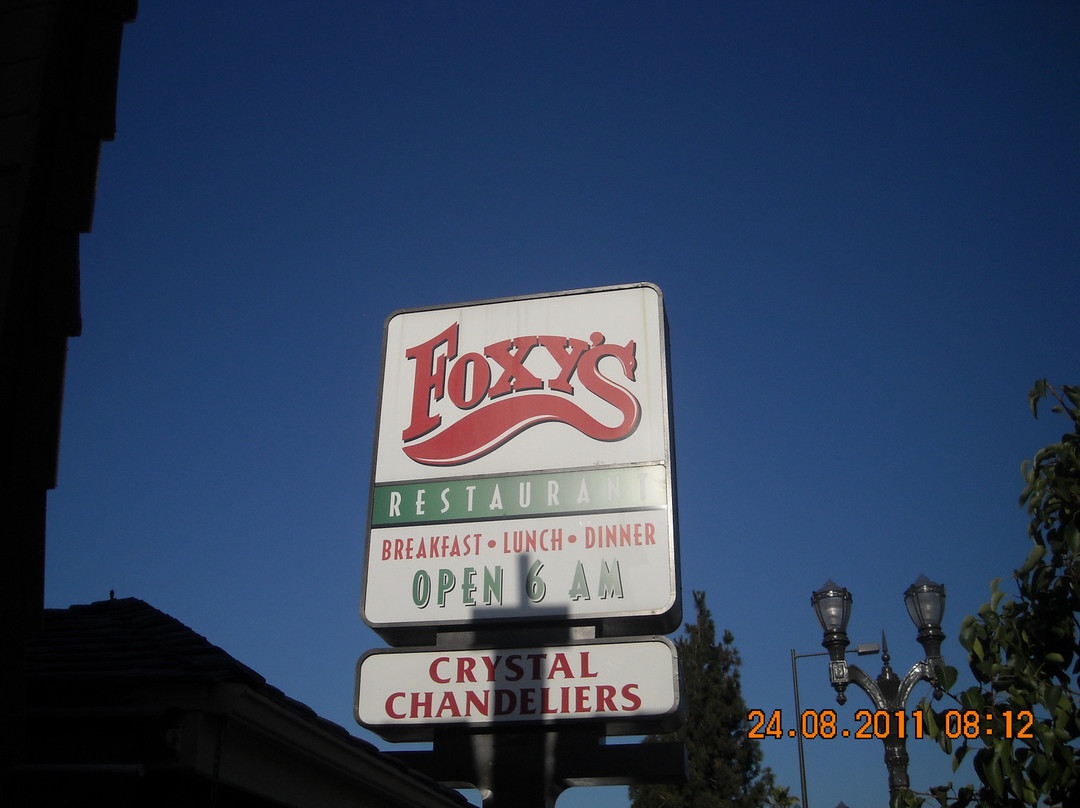 FOXY'S
RESTAURANT
BREAKFAST • LUNCH • DINNER
OPEN 6 AM
CRYSTAL
CHANDELIERS
24.08.2011 08:12